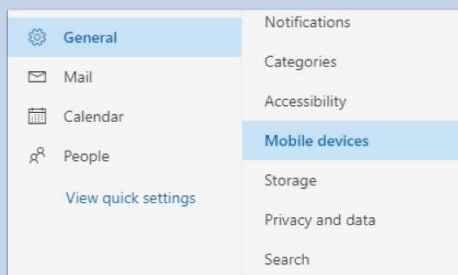 General
Mail
Calendar
People
View quick settings
Notifications
Categories
Accessibility
Mobile devices
Storage
Privacy and data
Search